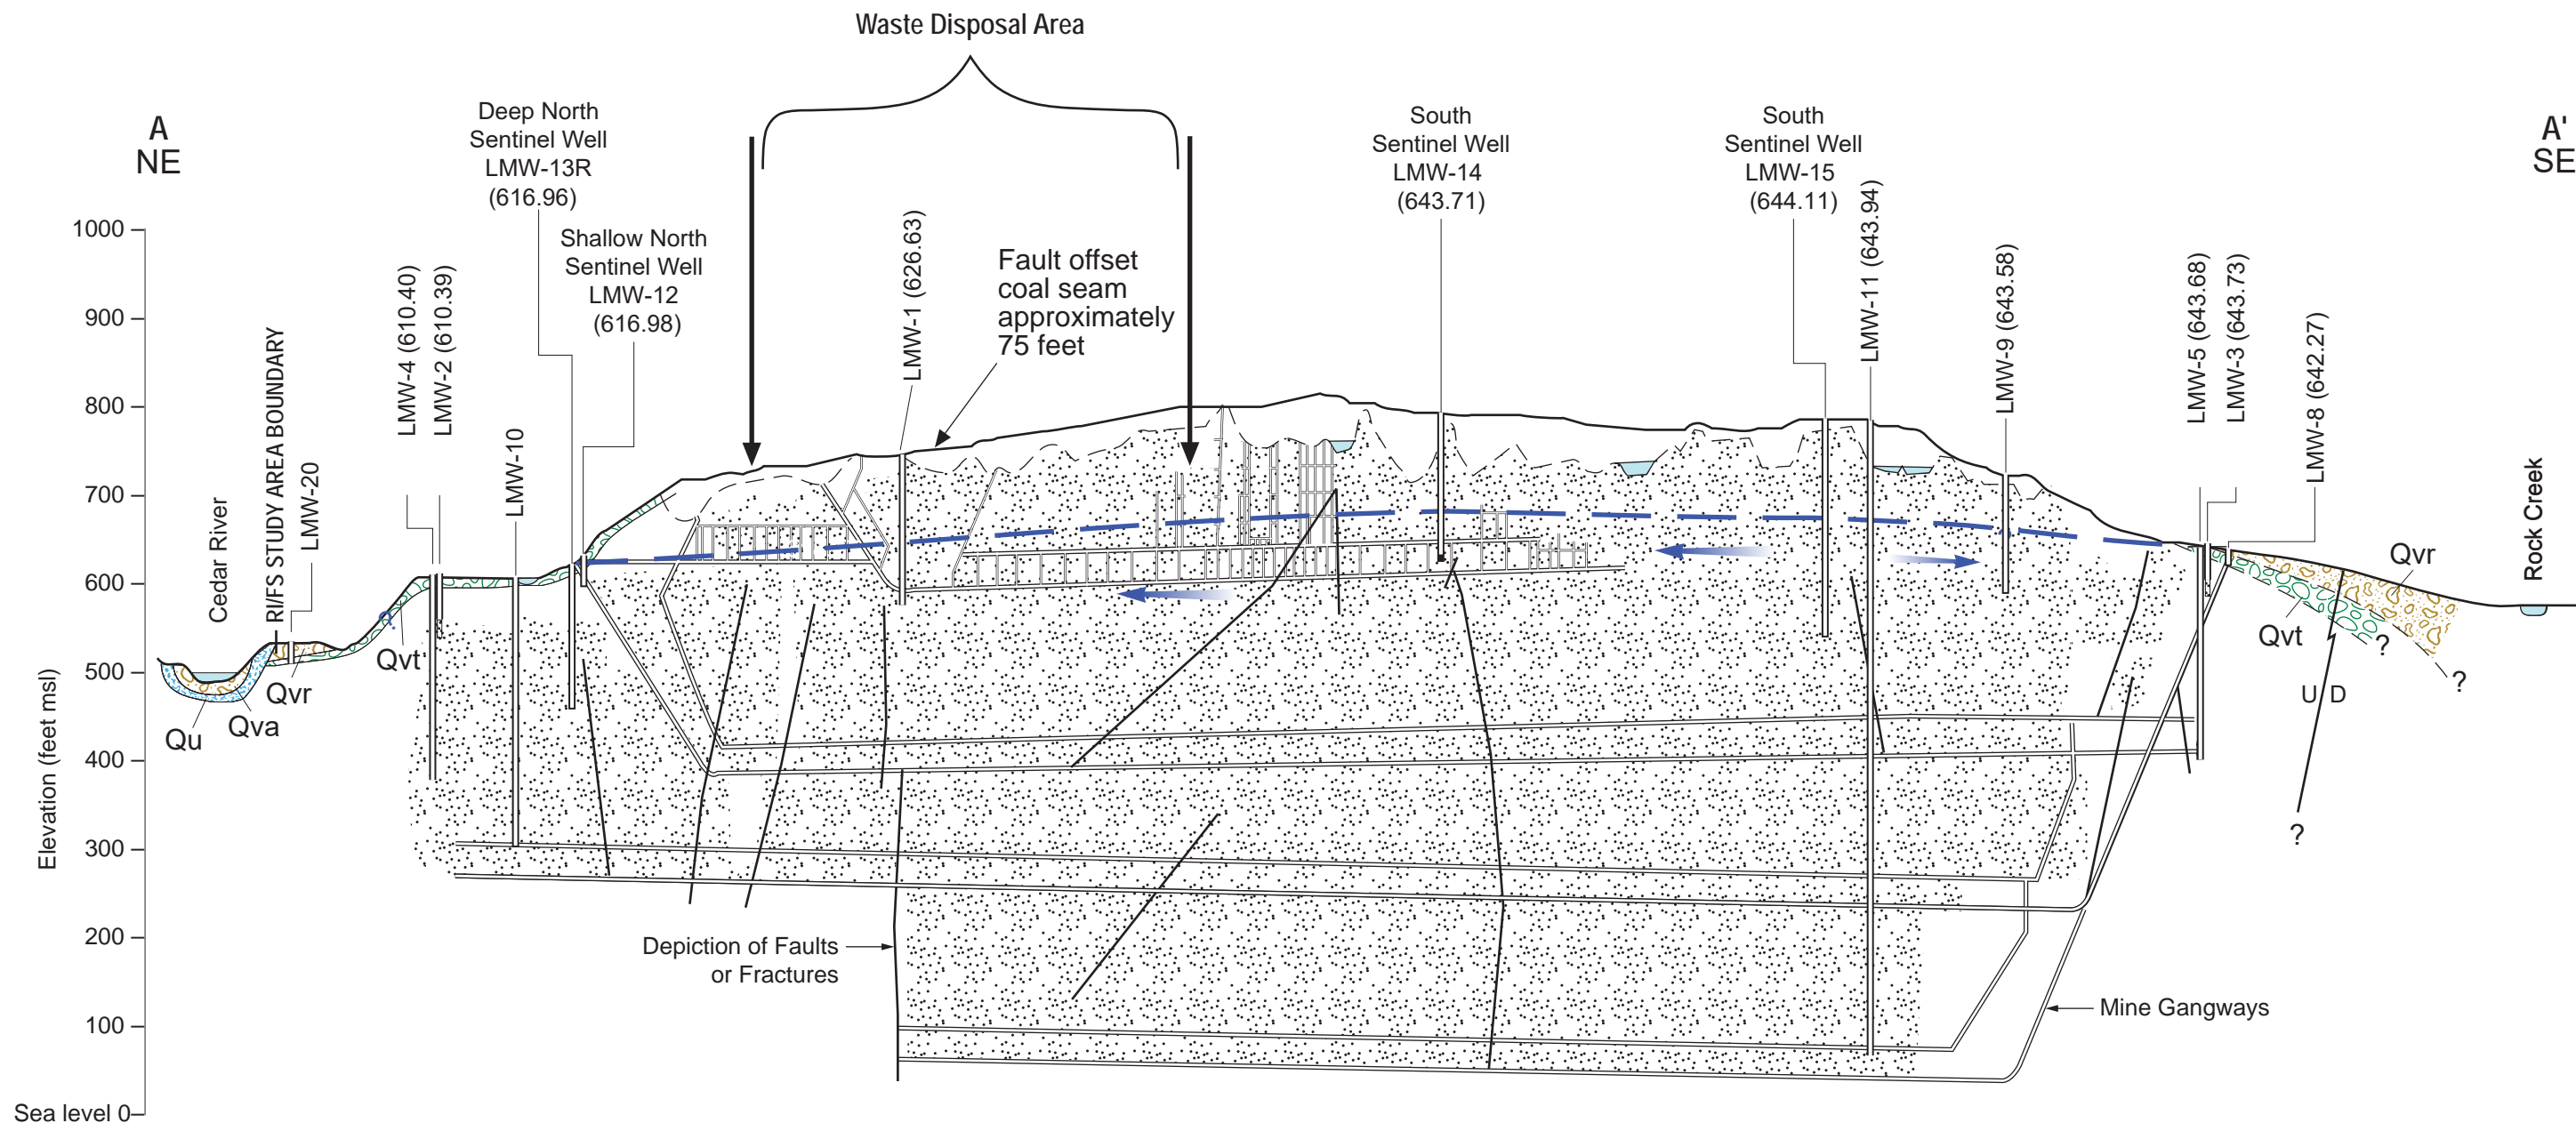 Waste Disposal Area
A
NE
A'
SE
Deep North
Sentinel Well
LMW-13R
(616.96)
Shallow North
Sentinel Well
LMW-12
(616.98)
South
Sentinel Well
LMW-14
(643.71)
South
Sentinel Well
LMW-15
(644.11)
LMW-11 (643.94)
LMW-1 (626.63)
Fault offset
coal seam
approximately
75 feet
LMW-9 (643.58)
LMW-5 (643.68)
LMW-3 (643.73)
LMW-8 (642.27)
LMW-4 (610.40)
LMW-2 (610.39)
LMW-10
Cedar River
RI/FS STUDY AREA BOUNDARY
LMW-20
Rock Creek
Elevation (feet msl)
1000
900
800
700
600
500
400
300
200
100
Sea level 0
Qvt
Qvr
Qva
Qu
Qvr
Qvt
?
?
U D
?
Depiction of Faults
or Fractures
Mine Gangways